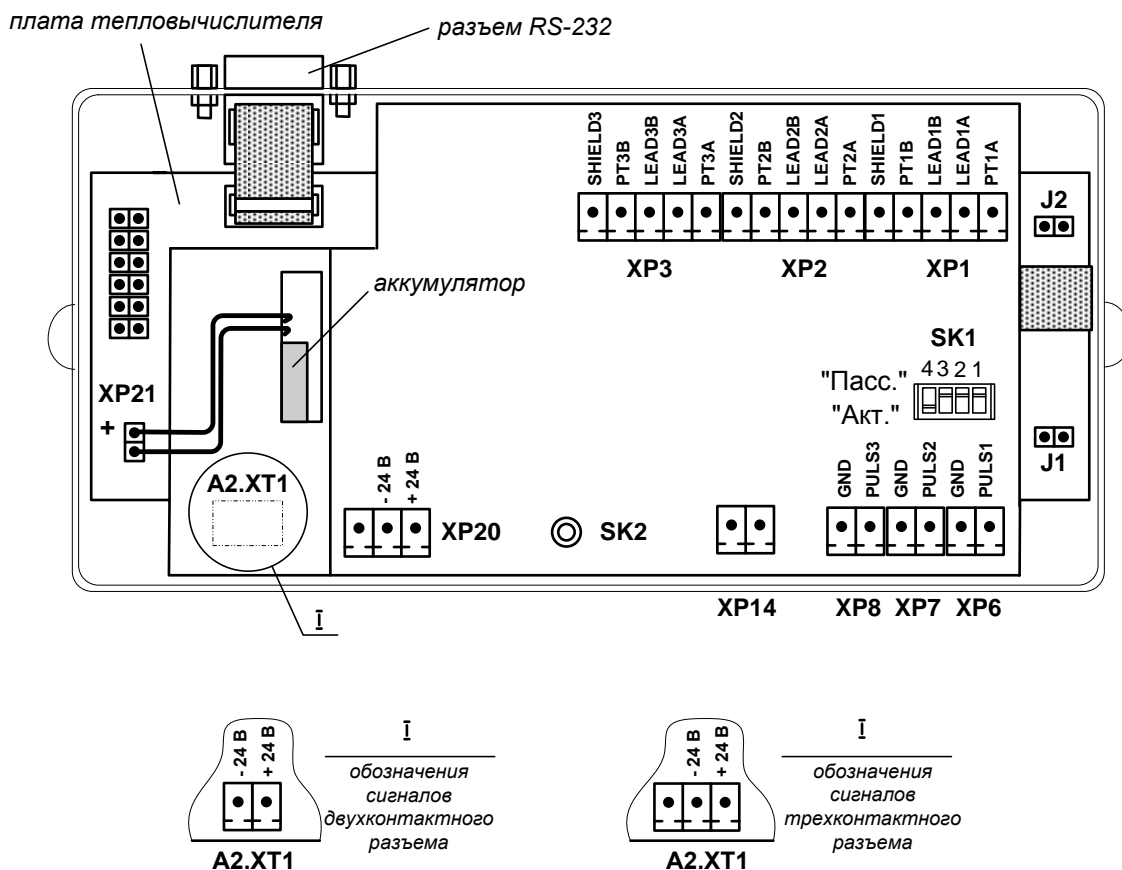 плата тепловычислителя
разъем RS-232
SHIELD3
PT3B
LEAD3B
LEAD3A
PT3A
SHIELD2
PT2B
LEAD2B
LEAD2A
PT2A
SHIELD1
PT1B
LEAD1B
LEAD1A
PT1A
J2
XP3
XP2
XP1
аккумулятор
SK1
4 3 2 1
"Пасс."
"Акт."
XP21
+
J1
A2.XT1
- 24 В
+ 24 В
XP20
SK2
GND
PULS3
GND
PULS2
GND
PULS1
XP14
XP8
XP7
XP6
I
- 24 В
+ 24 В
I
обозначения
сигналов
двухконтактного
разъема
A2.XT1
- 24 В
+ 24 В
I
обозначения
сигналов
трехконтактного
разъема
A2.XT1